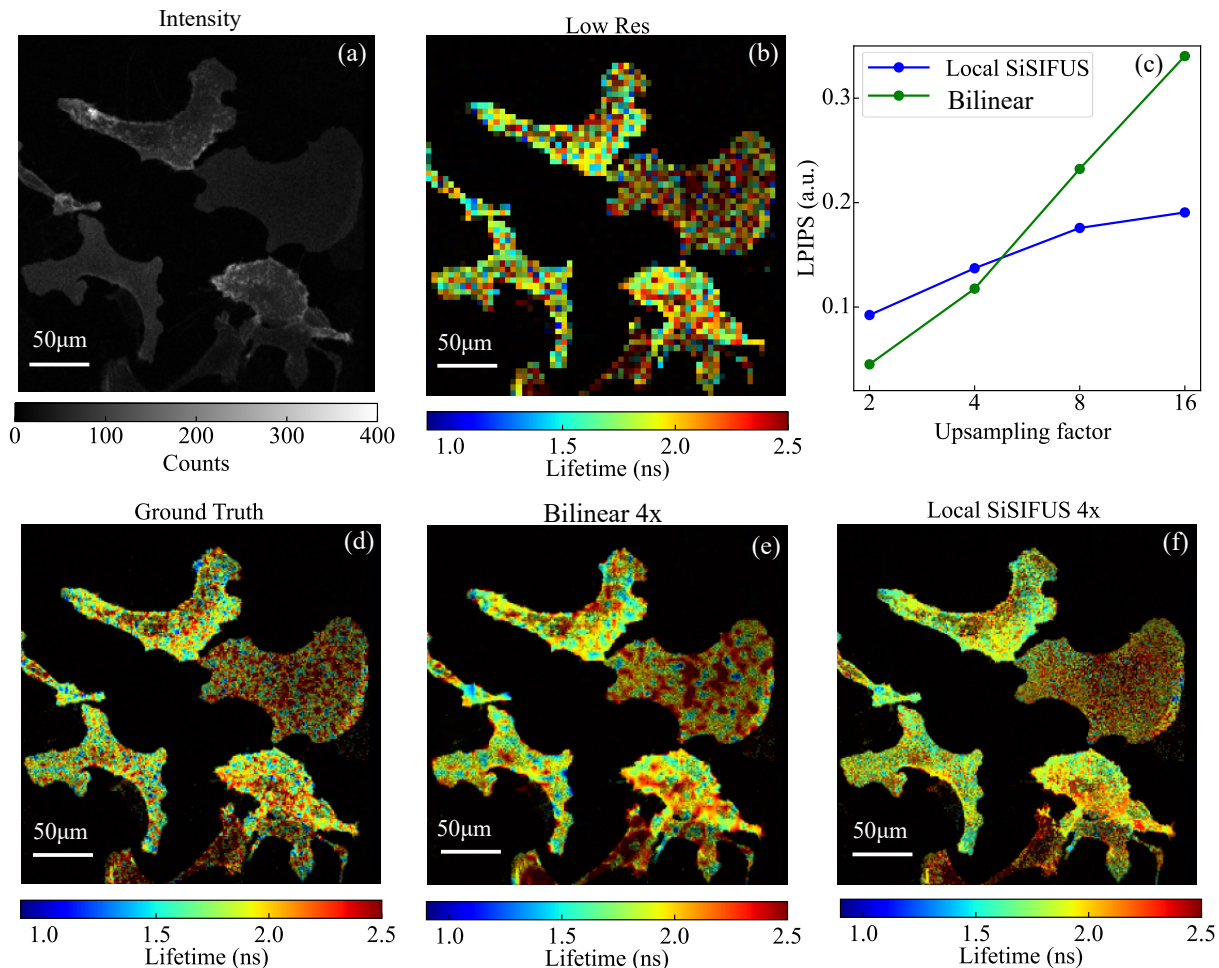 Intensity
(a)
50μm
0 100 200 300 400
Counts
Low Res
(b)
50μm
1.0 1.5 2.0 2.5
Lifetime (ns)
Local SiSIFUS
Bilinear
(c)
LPIPS (a.u.)
0.3
0.2
0.1
2 4 8 16
Upsampling factor
Ground Truth
(d)
50μm
1.0 1.5 2.0 2.5
Lifetime (ns)
Bilinear 4x
(e)
50μm
1.0 1.5 2.0 2.5
Lifetime (ns)
Local SiSIFUS 4x
(f)
50μm
1.0 1.5 2.0 2.5
Lifetime (ns)